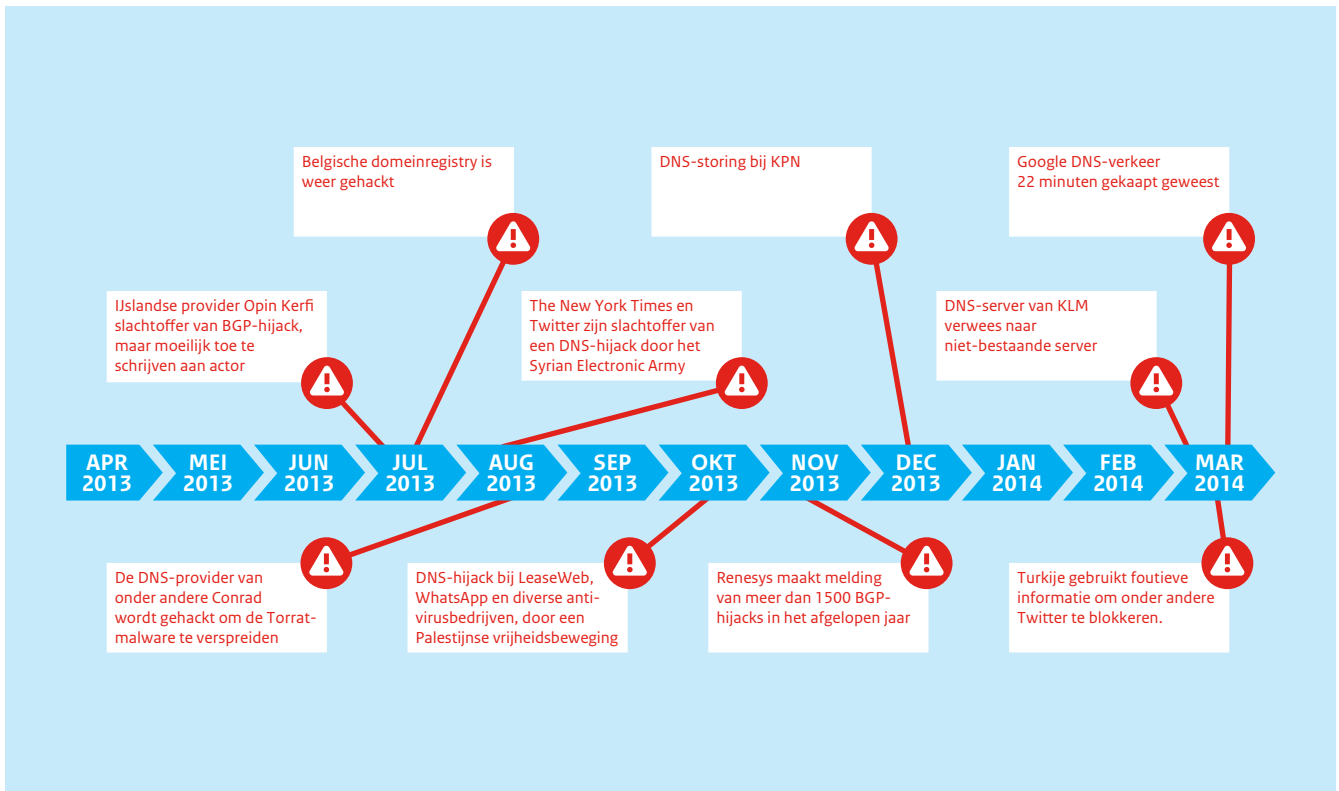 Belgische domeinregistry is
weer gehackt
DNS-storing bij KPN
Google DNS-verkeer
22 minuten gekaapt geweest
IJslandse provider Opin Kerfi
slachtoffer van BGP-hijack,
maar moeilijk toe te
schrijven aan actor
The New York Times en
Twitter zijn slachtoffer van
een DNS-hijack door het
Syrian Electronic Army
DNS-server van KLM
verwees naar
niet-bestaande server
APR
2013
MEI
2013
JUN
2013
JUL
2013
AUG
2013
SEP
2013
OKT
2013
NOV
2013
DEC
2013
JAN
2014
FEB
2014
MAR
2014
De DNS-provider van
onder andere Conrad
wordt gehackt om de Torrat-
malware te verspreiden
DNS-hijack bij LeaseWeb,
WhatsApp en diverse anti-
virusbedrijven, door een
Palestijnse vrijheidsbeweging
Renesys maakt melding
van meer dan 1500 BGP-
hijacks in het afgelopen jaar
Turkije gebruikt foutieve
informatie om onder andere
Twitter te blokkeren.